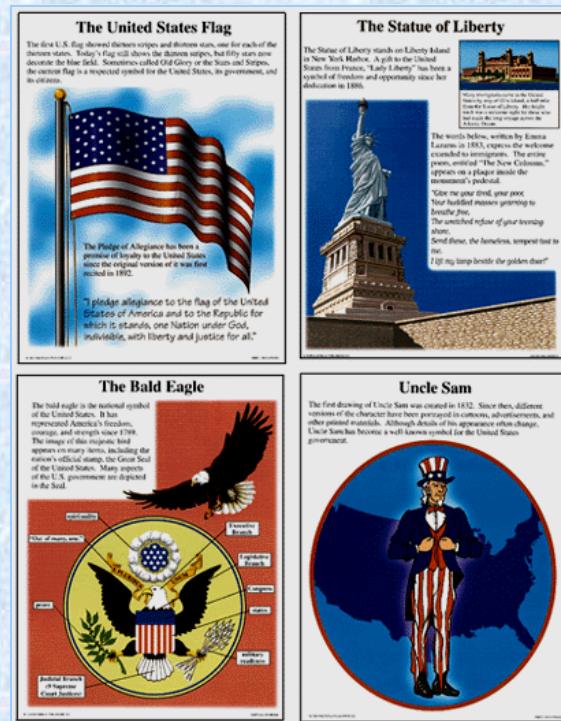 The United States Flag
The first U.S. flag showed thirteen stripes and thirteen stars, one for each of the
thirteen states. Today's flag still shows the thirteen stripes, but fifty stars now
decorate the blue field. Sometimes called Old Glory or the Stars and Stripes,
the current flag is a respected symbol for the United States, its government, and
its citizens.
The Pledge of Allegiance has been a
promise of loyalty to the United States
since the original version of it was first
recited in 1892.
"I pledge allegiance to the flag of the United
States of America and to the Republic for
which it stands, one Nation under God,
indivisible, with liberty and justice for all."
The Statue of Liberty
The Statue of Liberty stands on Liberty Island
in New York Harbor. A gift to the United
States from France, "Lady Liberty" has been a
symbol of freedom and opportunity since her
dedication in 1886.
Many immigrants came to the United
States by way of Ellis Island, a half-mile
The words below, written by Emma
Lazarus in 1883, express the welcome
extended to immigrants. The entire
poem, entitled "The New Colossus,"
appears on a plaque inside the
monument's pedestal.
"Give me your tired, your poor,
Your huddled masses yearning to
breathe free,
The wretched refuse of your teeming
shore.
Send these, the homeless, tempest-tost to
me,
I lift my lamp beside the golden door!"
The Bald Eagle
The bald eagle is the national symbol
of the United States. It has
represented America's freedom,
courage, and strength since 1789.
The image of this majestic bird
appears on many items, including the
nation's official stamp, the Great Seal
of the United States. Many aspects
of the U.S. government are depicted
in the Seal.
spirituality
"Out of many, one."
Executive
Branch
Legislative
Branch
Congress
states
peace
military
readiness
Judicial Branch
(9 Supreme
Court Justices)
Uncle Sam
The first drawing of Uncle Sam was created in 1832. Since then, different
versions of the character have been portrayed in cartoons, advertisements, and
other printed materials. Although details of his appearance often change,
Uncle Sam has become a well-known symbol for the United States
government.